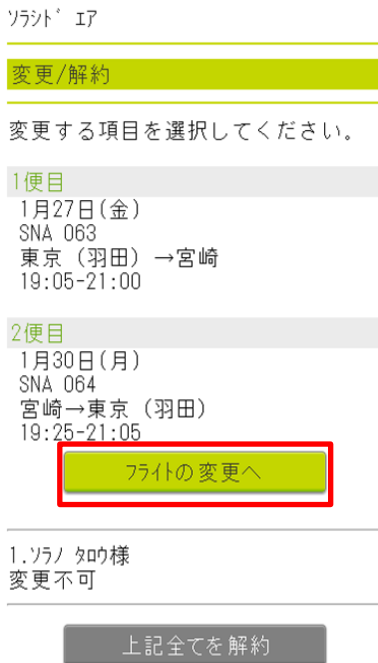 ソラシド エア
変更/解約
変更する項目を選択してください。
1便目
1月27日(金)
SNA 063
東京（羽田）→宮崎
19:05-21:00
2便目
1月30日(月)
SNA 064
宮崎→東京（羽田）
19:25-21:05
フライトの変更へ
1.ソラノ タロウ様
変更不可
上記全てを解約